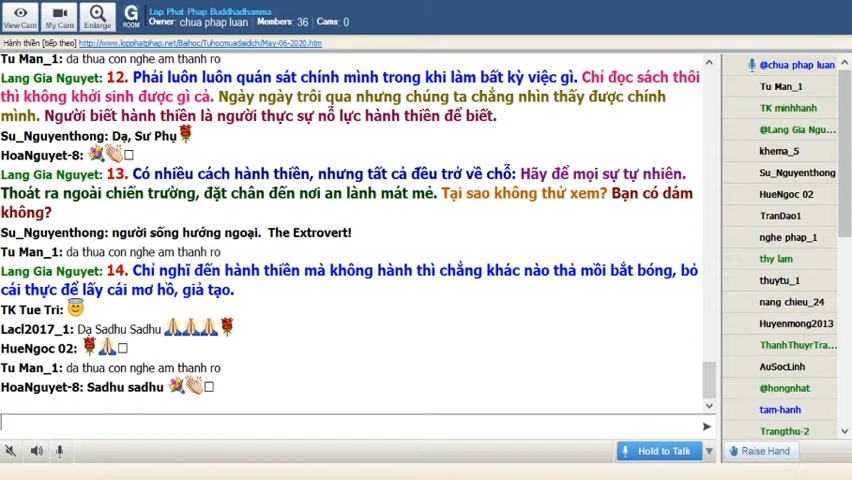 Lop Phat Phap Buddhadhamma
Owner: chua phap luan Members: 36 Cams: 0
View Cam My Cam Enlarge G ROOM
Hành thiền [tiếp theo] http://www.lopphatphap.net/Baihoc/Tuhocmuadaidich/May-06-2020.htm
Tu Man_1: da thua con nghe am thanh ro
Lang Gia Nguyet: 12. Phải luôn luôn quán sát chính mình trong khi làm bất kỳ việc gì. Chỉ đọc sách thôi
thì không khởi sinh được gì cả. Ngày ngày trôi qua nhưng chúng ta chẳng nhìn thấy được chính
mình. Người biết hành thiền là người thực sự nỗ lực hành thiền để biết.
Su_Nguyenthong: Dạ, Sư Phụ
HoaNguyet-8:
Lang Gia Nguyet: 13. Có nhiều cách hành thiền, nhưng tất cả đều trở về chỗ: Hãy để mọi sự tự nhiên.
Thoát ra ngoài chiến trường, đặt chân đến nơi an lành mát mẻ. Tại sao không thử xem? Bạn có dám
không?
Su_Nguyenthong: người sống hướng ngoại. The Extrovert!
Tu Man_1: da thua con nghe am thanh ro
Lang Gia Nguyet: 14. Chỉ nghĩ đến hành thiền mà không hành thì chẳng khác nào thả mồi bắt bóng, bỏ
cái thực để lấy cái mơ hồ, giả tạo.
TK Tue Tri:
Lacl2017_1: Dạ Sadhu Sadhu
HueNgoc 02:
Tu Man_1: da thua con nghe am thanh ro
HoaNguyet-8: Sadhu sadhu
Hold to Talk
@chua phap luan
Tu Man_1
TK minhhanh
@Lang Gia Ngu...
khema_5
Su_Nguyenthong
HueNgoc 02
TranDao1
nghe phap_1
thy lam
thuytu_1
nang chieu_24
Huyenmong2013
ThanhThuyrTra...
AuSocLinh
@hongnhat
tam-hanh
Trangthu-2
Raise Hand